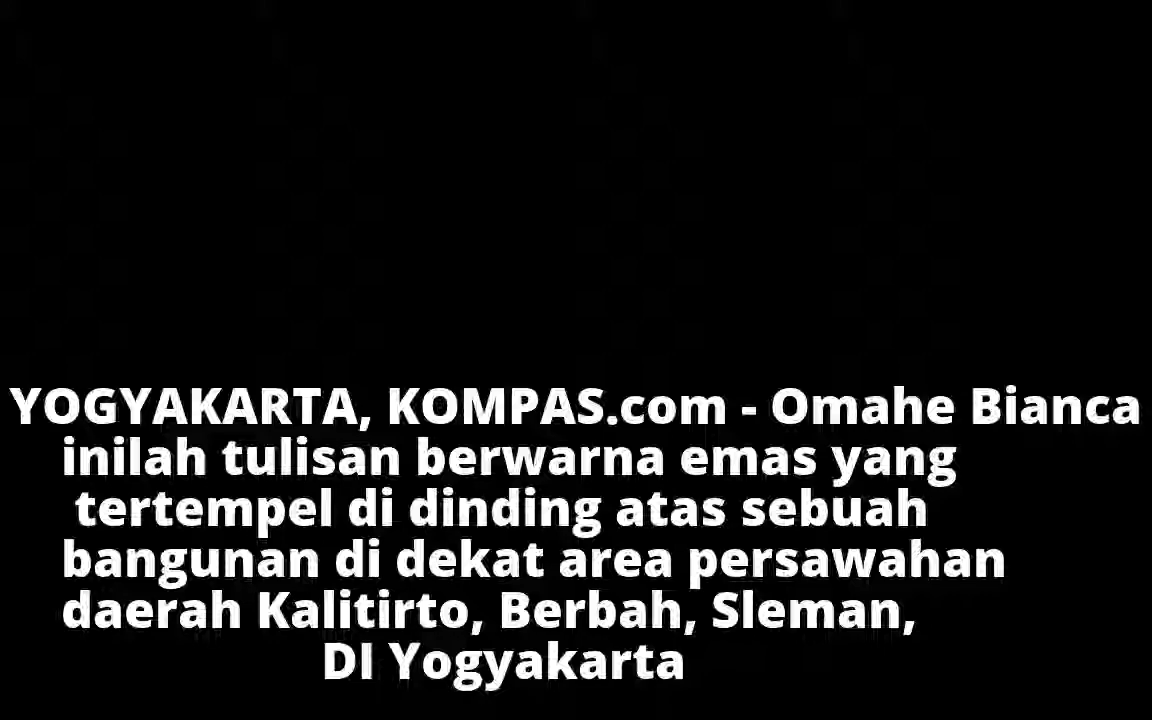 YOGYAKARTA, KOMPAS.com - Omahe Bianca
inilah tulisan berwarna emas yang
tertempel di dinding atas sebuah
bangunan di dekat area persawahan
daerah Kalitirto, Berbah, Sleman,
DI Yogyakarta